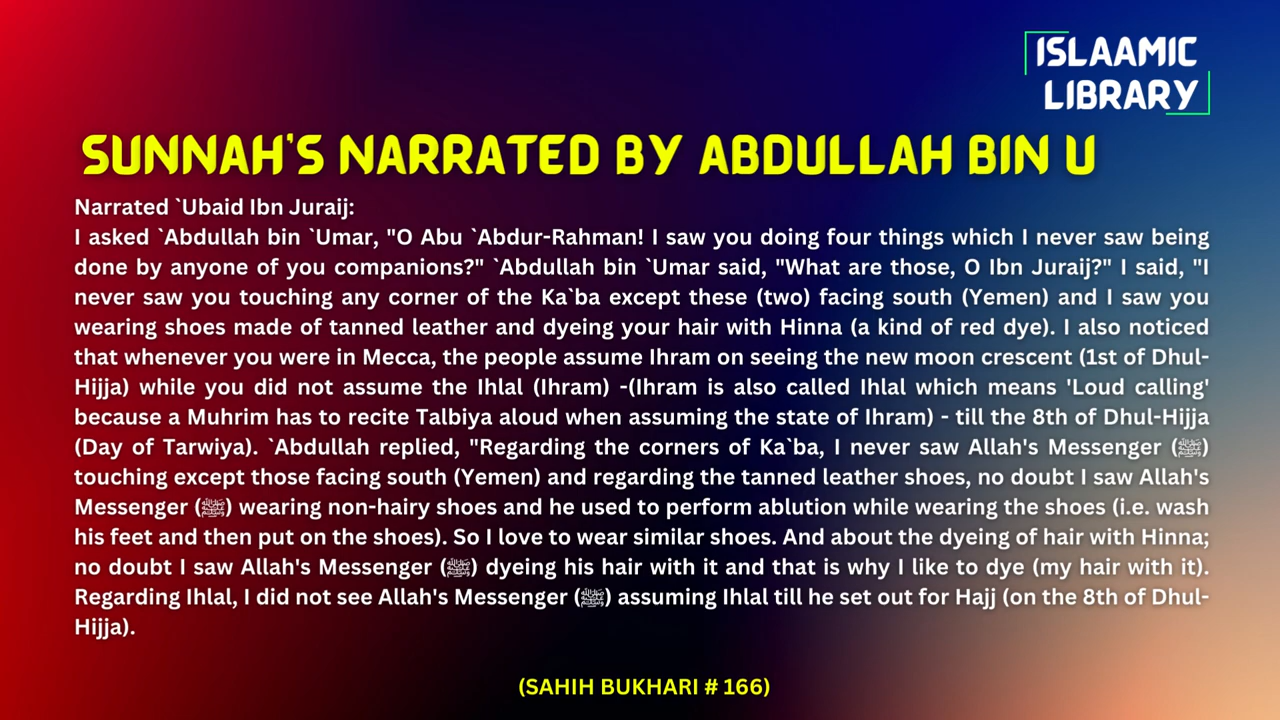 ISLAAMIC
LIBRARY
SUNNAH'S NARRATED BY ABDULLAH BIN U
Narrated `Ubaid Ibn Juraij:
I asked `Abdullah bin `Umar, "O Abu `Abdur-Rahman! I saw you doing four things which I never saw being
done by anyone of you companions?" `Abdullah bin `Umar said, "What are those, O Ibn Juraij?" I said, "I
never saw you touching any corner of the Ka`ba except these (two) facing south (Yemen) and I saw you
wearing shoes made of tanned leather and dyeing your hair with Hinna (a kind of red dye). I also noticed
that whenever you were in Mecca, the people assume Ihram on seeing the new moon crescent (1st of Dhul-
Hijja) while you did not assume the Ihlal (Ihram) -(Ihram is also called Ihlal which means 'Loud calling'
because a Muhrim has to recite Talbiya aloud when assuming the state of Ihram) - till the 8th of Dhul-Hijja
(Day of Tarwiya). `Abdullah replied, "Regarding the corners of Ka`ba, I never saw Allah's Messenger (ﷺ)
touching except those facing south (Yemen) and regarding the tanned leather shoes, no doubt I saw Allah's
Messenger (ﷺ) wearing non-hairy shoes and he used to perform ablution while wearing the shoes (i.e. wash
his feet and then put on the shoes). So I love to wear similar shoes. And about the dyeing of hair with Hinna;
no doubt I saw Allah's Messenger (ﷺ) dyeing his hair with it and that is why I like to dye (my hair with it).
Regarding Ihlal, I did not see Allah's Messenger (ﷺ) assuming Ihlal till he set out for Hajj (on the 8th of Dhul-
Hijja).
(SAHIH BUKHARI # 166)